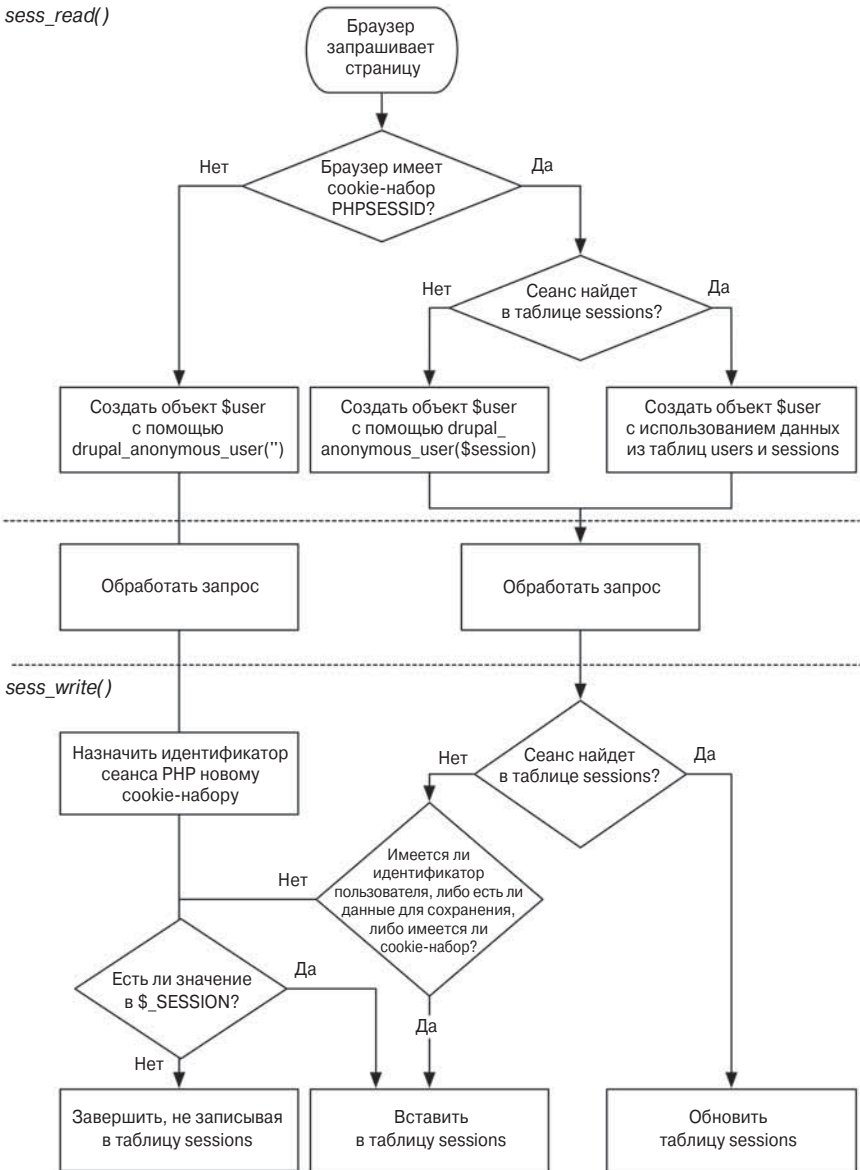 sess_read()
Браузер
запрашивает
страницу
Нет
Браузер имеет
cookie-набор
PHPSESSID?
Да
Нет
Сеанс найдет
в таблице sessions?
Да
Создать объект $user
с помощью
drupal_anonymous_user('')
Создать объект $user
с помощью drupal_
anonymous_user($session)
Создать объект $user
с использованием данных
из таблиц users и sessions
Обработать запрос
Обработать запрос
sess_write()
Назначить идентификатор
сеанса PHP новому
cookie-набору
Нет
Сеанс найдет
в таблице sessions?
Да
Нет
Имеется ли
идентификатор
пользователя, либо есть ли
данные для сохранения,
либо имеется ли
cookie-набор?
Есть ли значение
в $_SESSION?
Да
Да
Нет
Завершить, не записывая
в таблицу sessions
Вставить
в таблицу sessions
Обновить
таблицу sessions